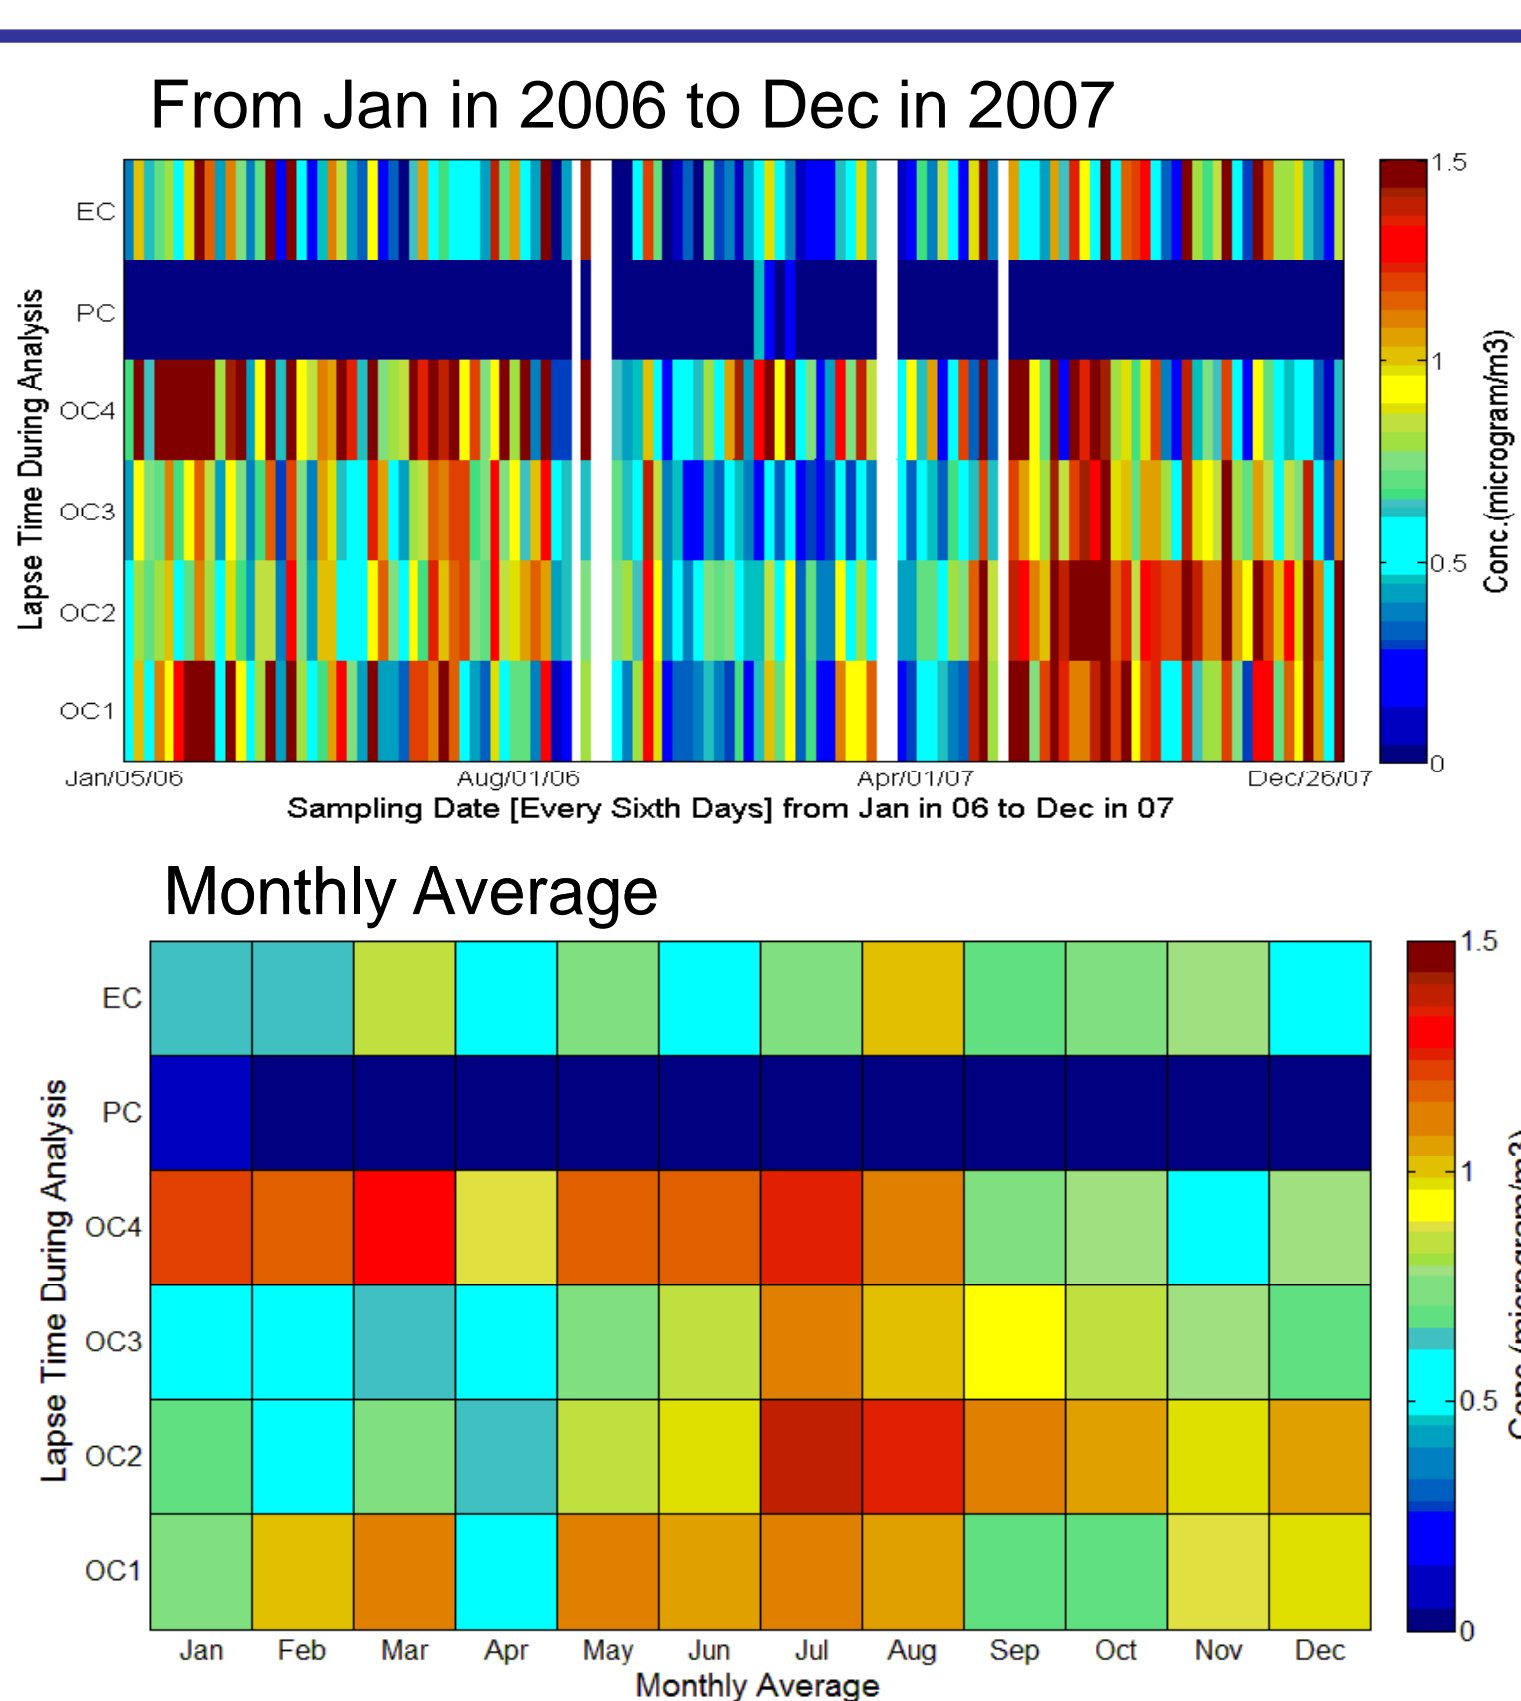 From Jan in 2006 to Dec in 2007
EC
PC
OC4
OC3
OC2
OC1
Lapse Time During Analysis
Jan/05/06
Aug/01/06
Apr/01/07
Dec/26/07
Sampling Date [Every Sixth Days] from Jan in 06 to Dec in 07
1.5
1
0.5
0
Conc.(microgram/m3)
Monthly Average
EC
PC
OC4
OC3
OC2
OC1
Lapse Time During Analysis
Jan Feb Mar Apr May Jun Jul Aug Sep Oct Nov Dec
Monthly Average
1.5
1
0.5
0
Conc.(microgram/m3)